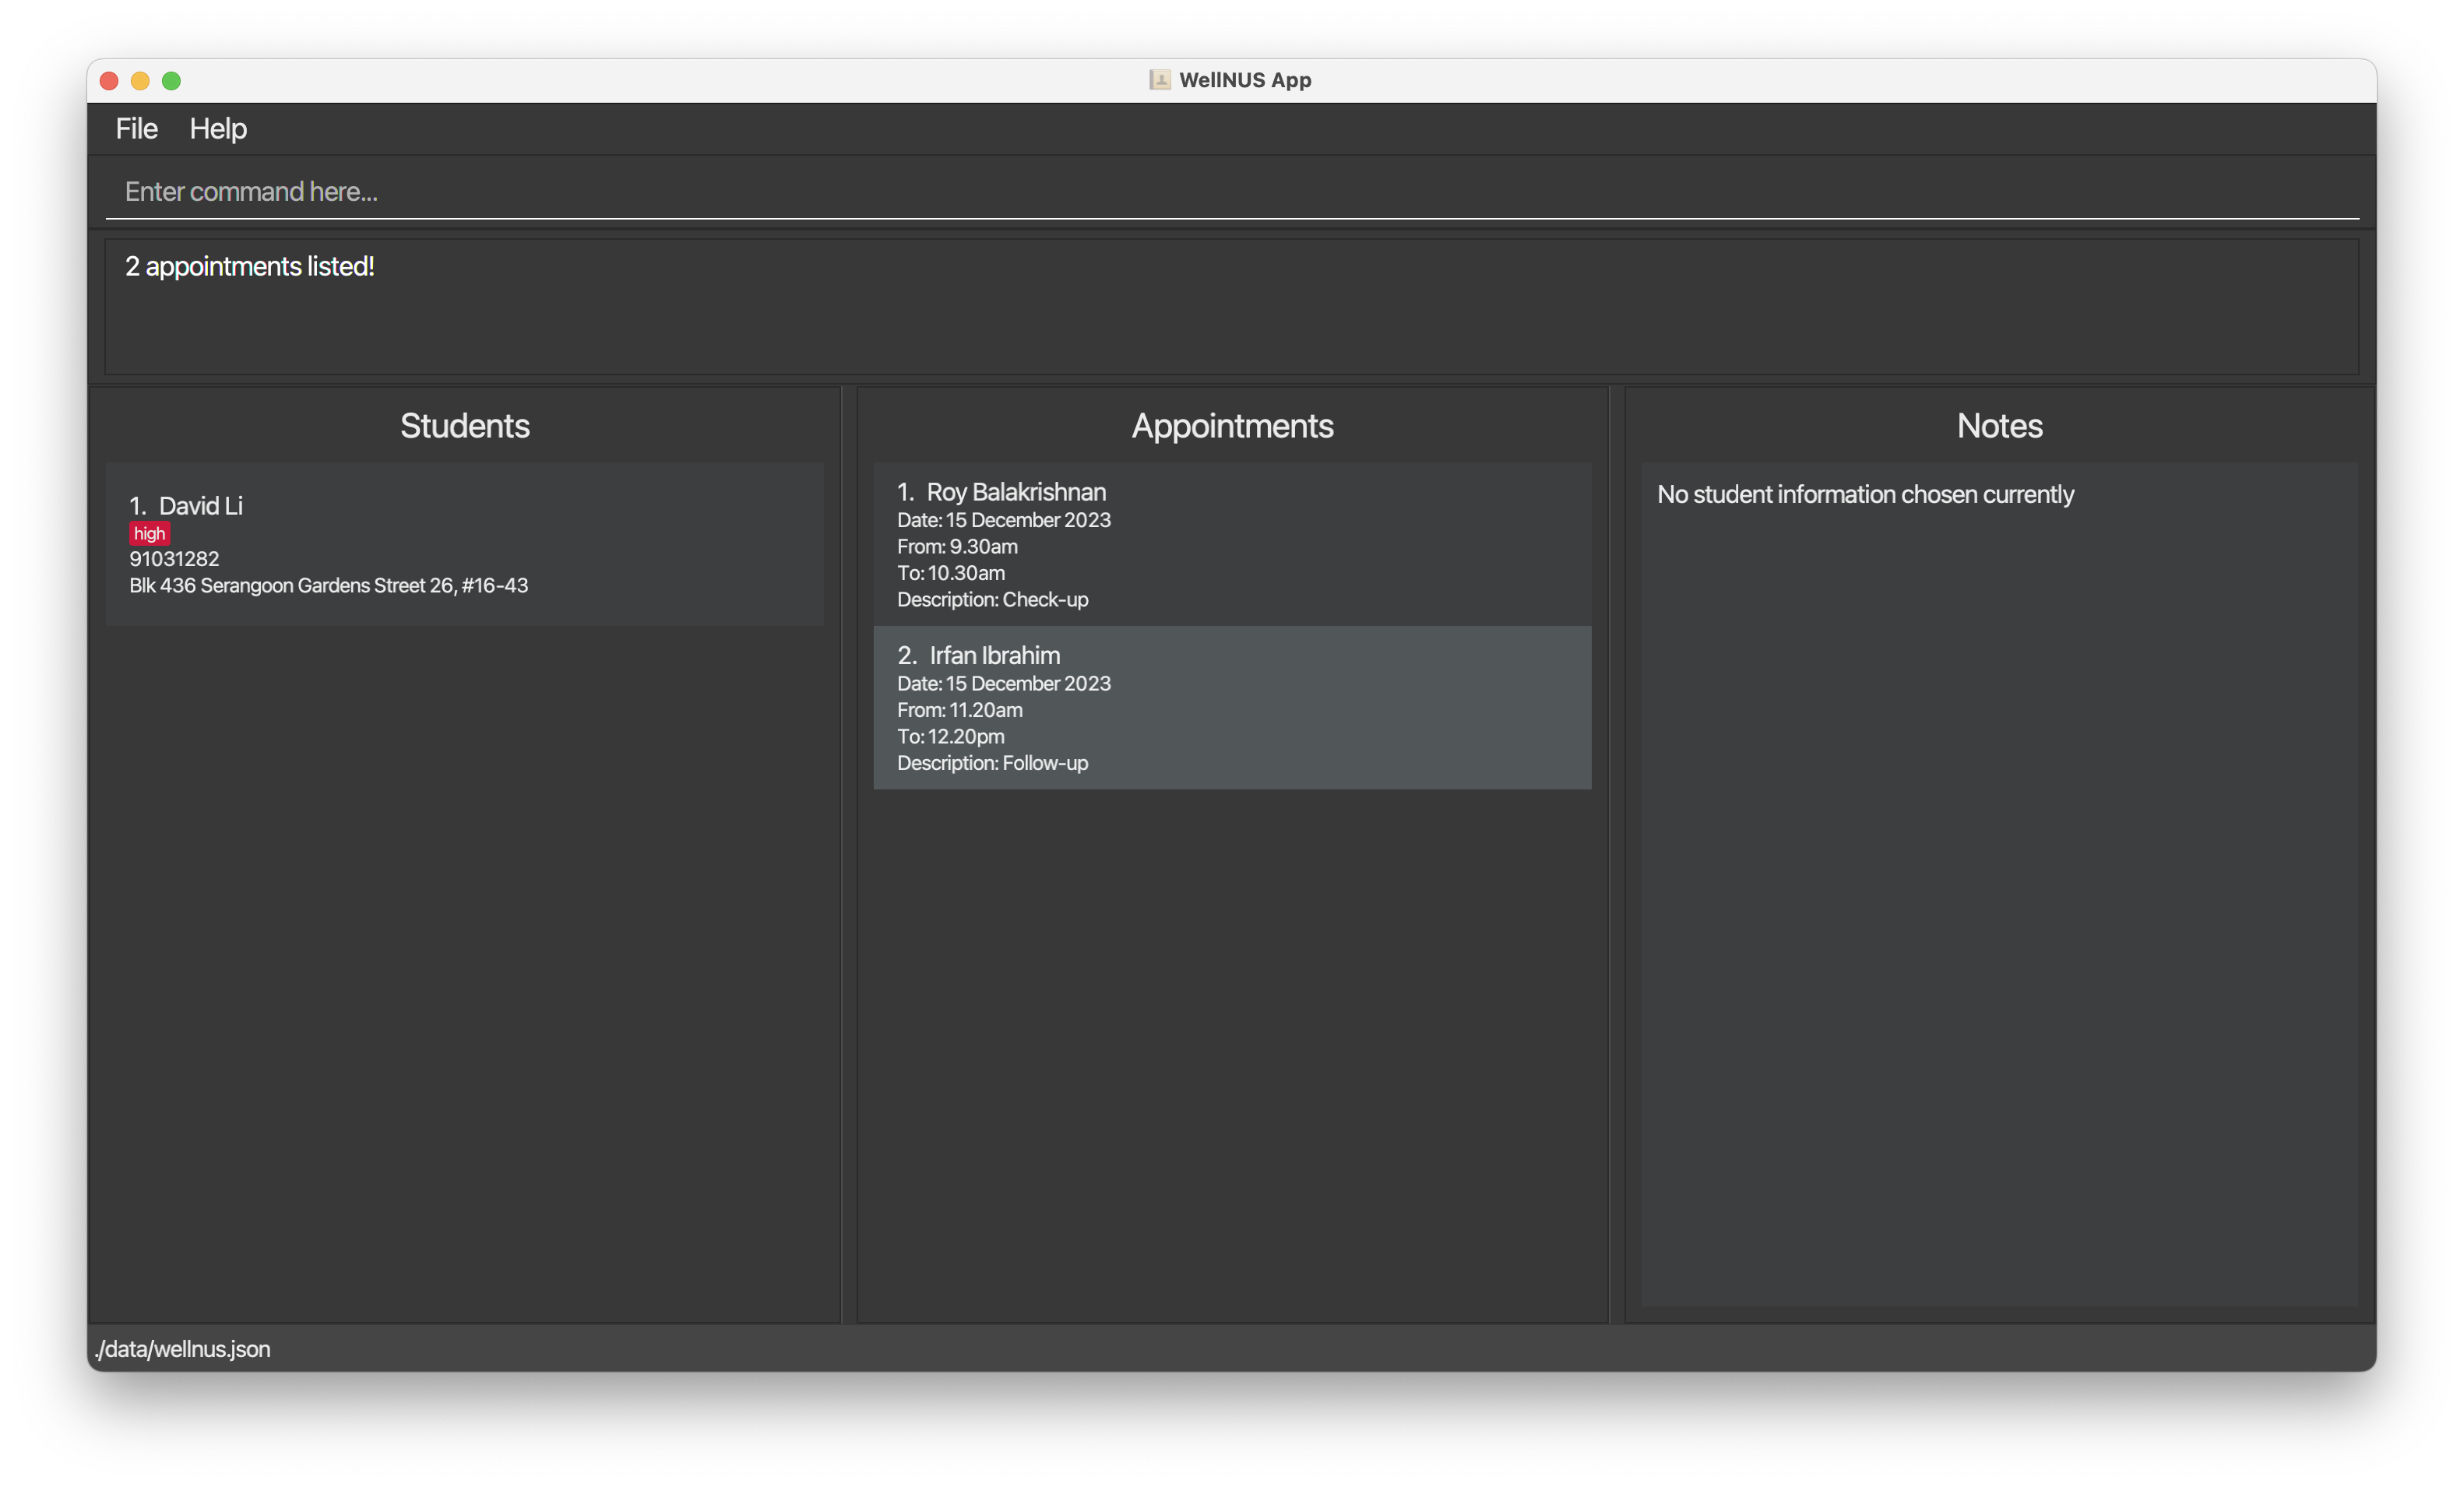 WellNUS App
File Help
Enter command here...
2 appointments listed!
Students
1. David Li
high
91031282
Blk 436 Serangoon Gardens Street 26, #16-43
Appointments
1. Roy Balakrishnan
Date: 15 December 2023
From: 9.30am
To: 10.30am
Description: Check-up
2. Irfan Ibrahim
Date: 15 December 2023
From: 11.20am
To: 12.20pm
Description: Follow-up
Notes
No student information chosen currently
./data/wellnus.json